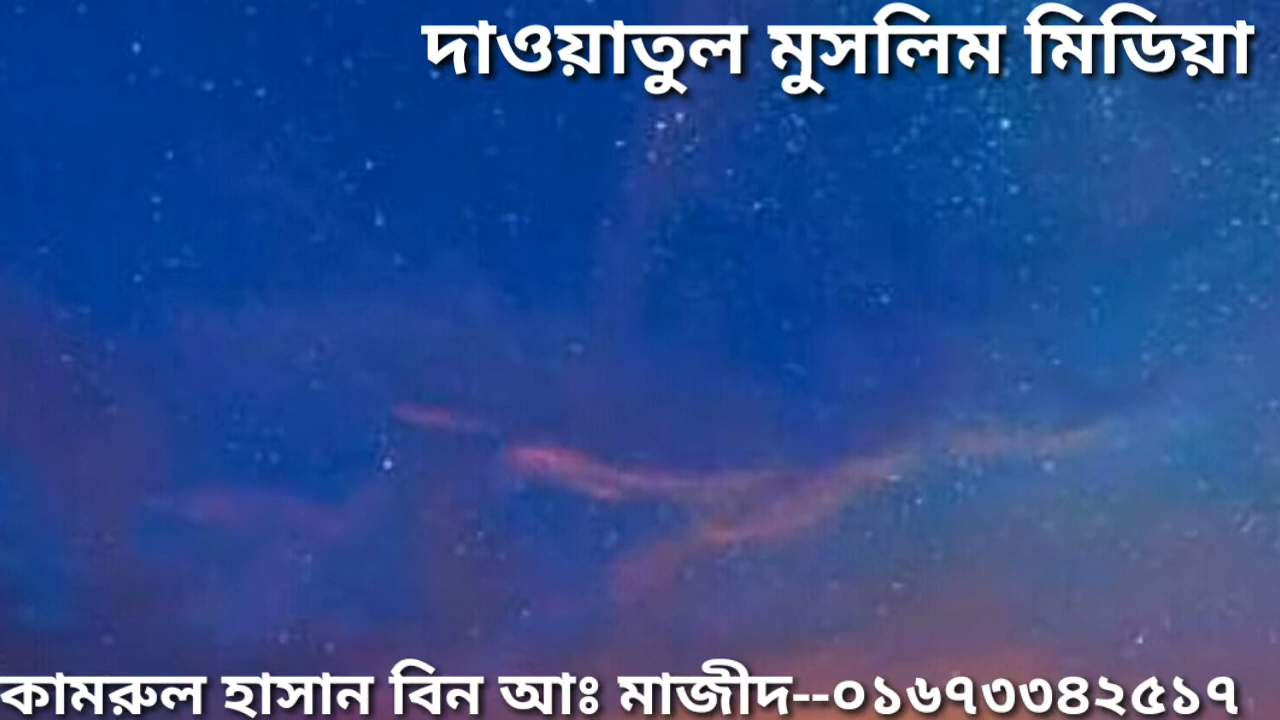 দাওয়াতুল মুসলিম মিডিয়া
কামরুল হাসান বিন আঃ মাজীদ--০১৬৭৩৩৪২৫১৭